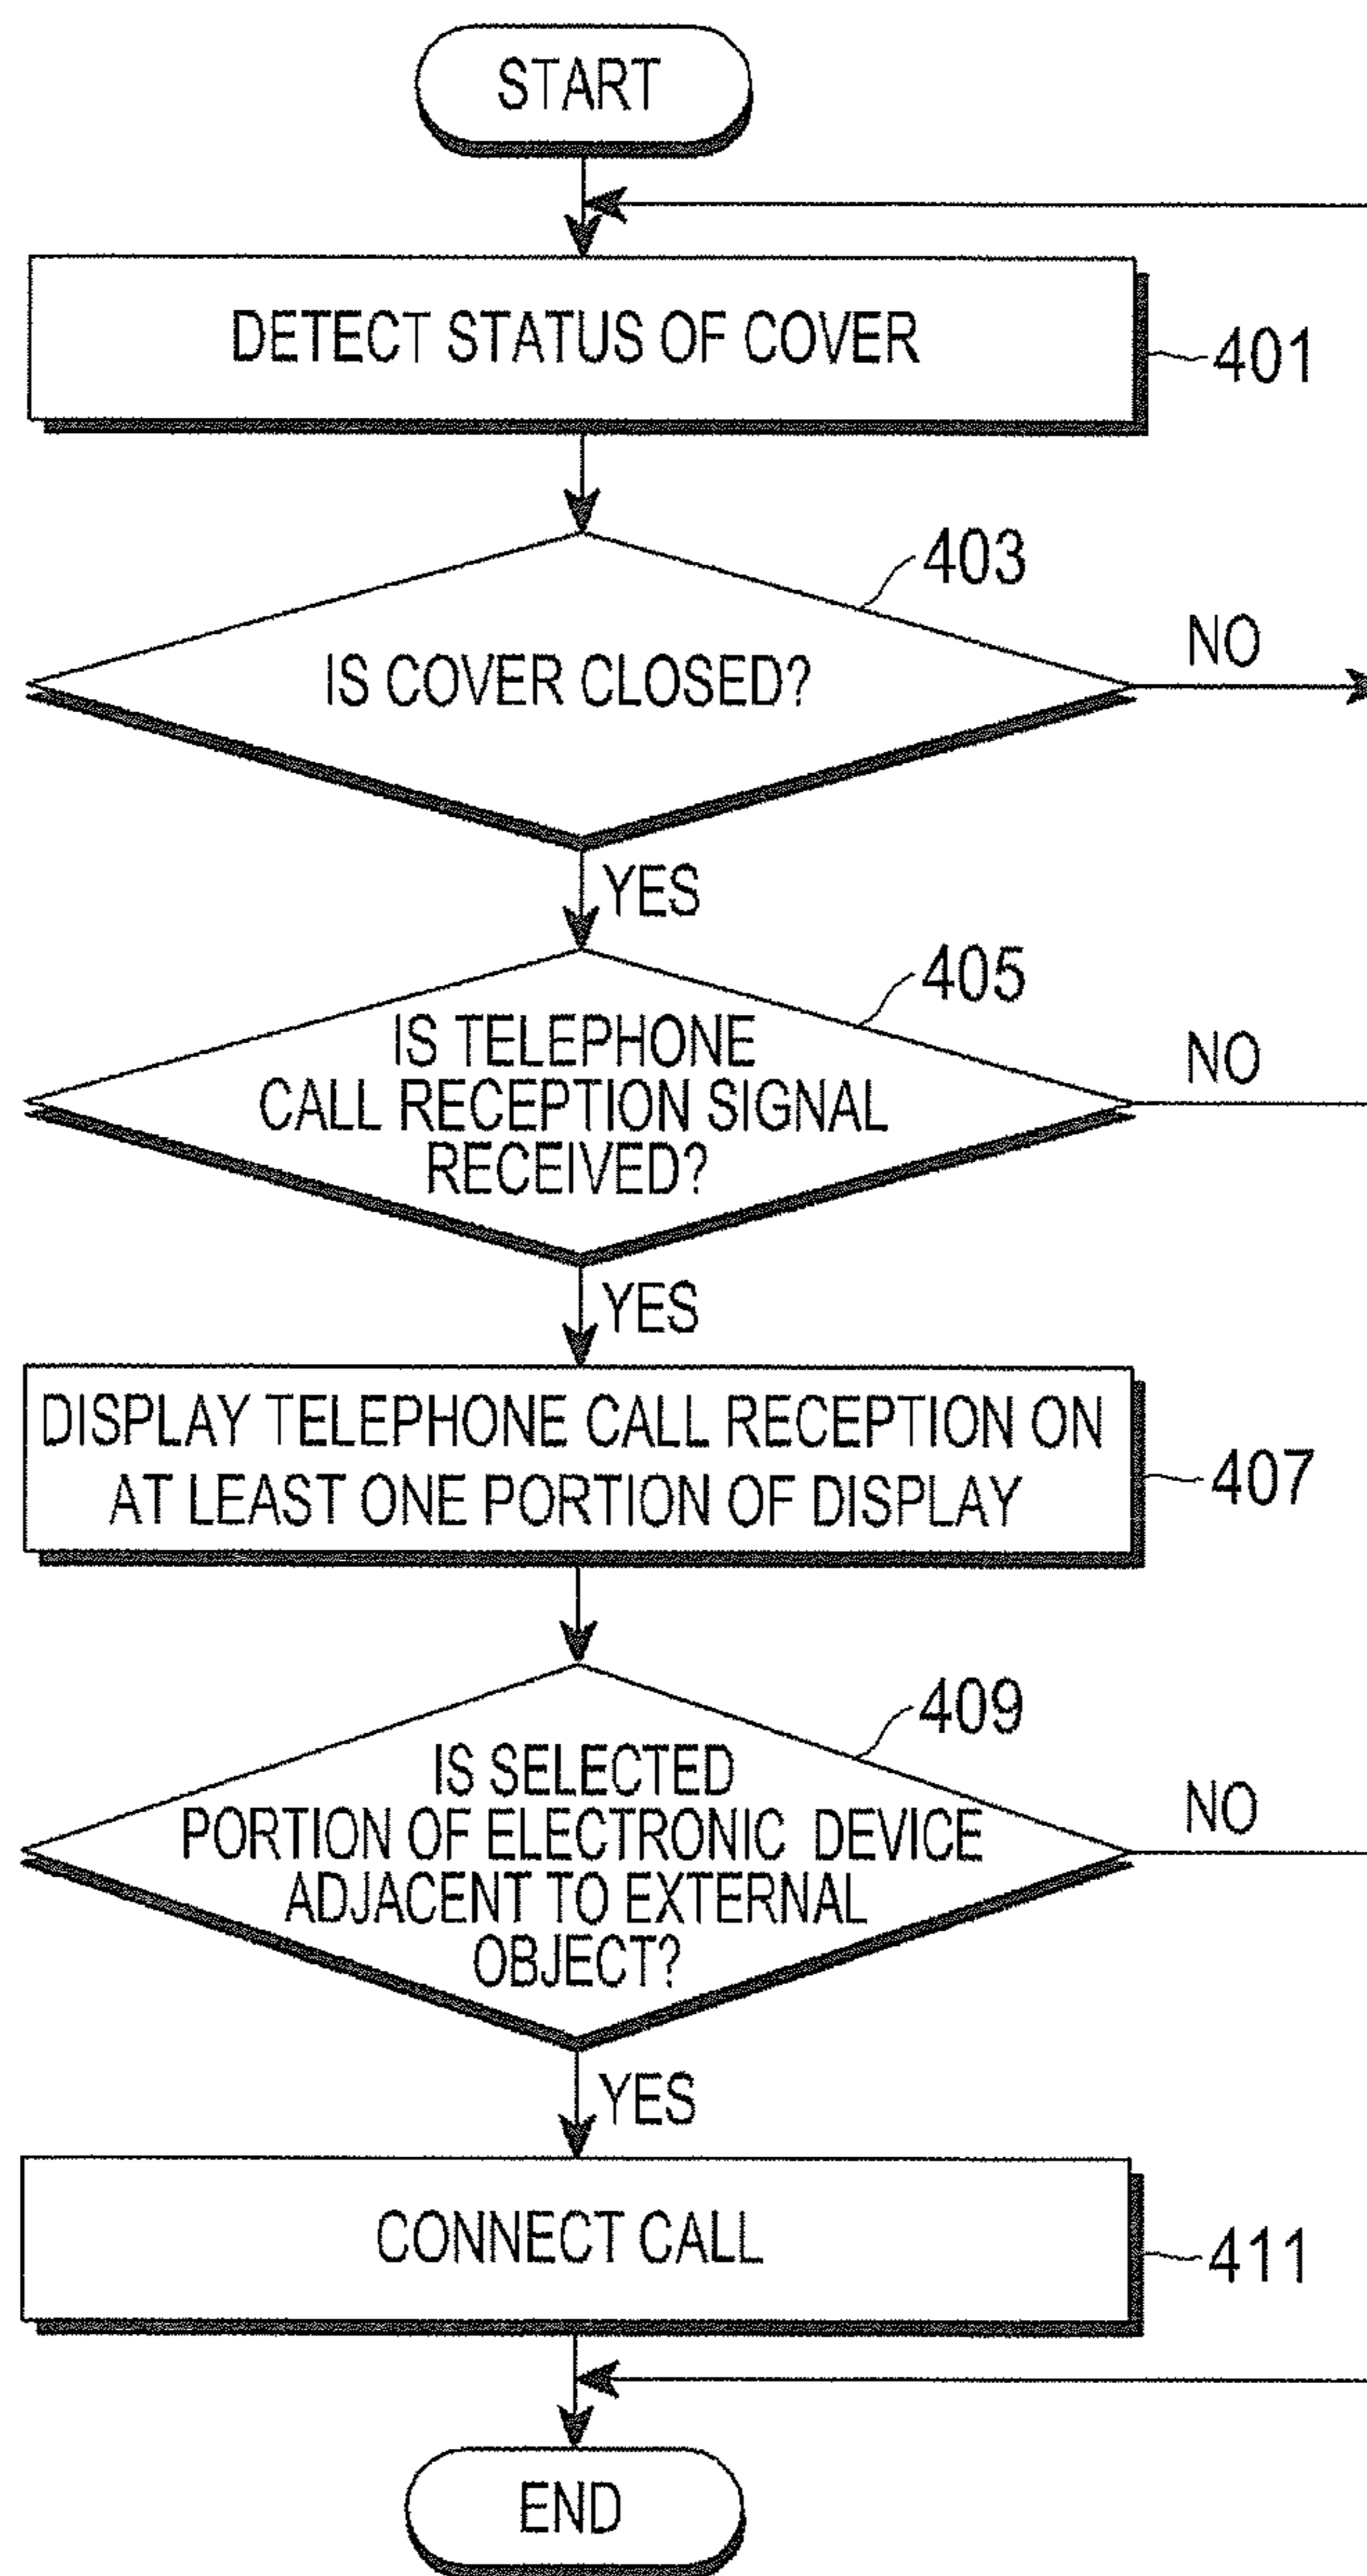 START
DETECT STATUS OF COVER
401
403
IS COVER CLOSED?
NO
YES
405
IS TELEPHONE
CALL RECEPTION SIGNAL
RECEIVED?
NO
YES
DISPLAY TELEPHONE CALL RECEPTION ON
AT LEAST ONE PORTION OF DISPLAY
407
409
IS SELECTED
PORTION OF ELECTRONIC DEVICE
ADJACENT TO EXTERNAL
OBJECT?
NO
YES
CONNECT CALL
411
END